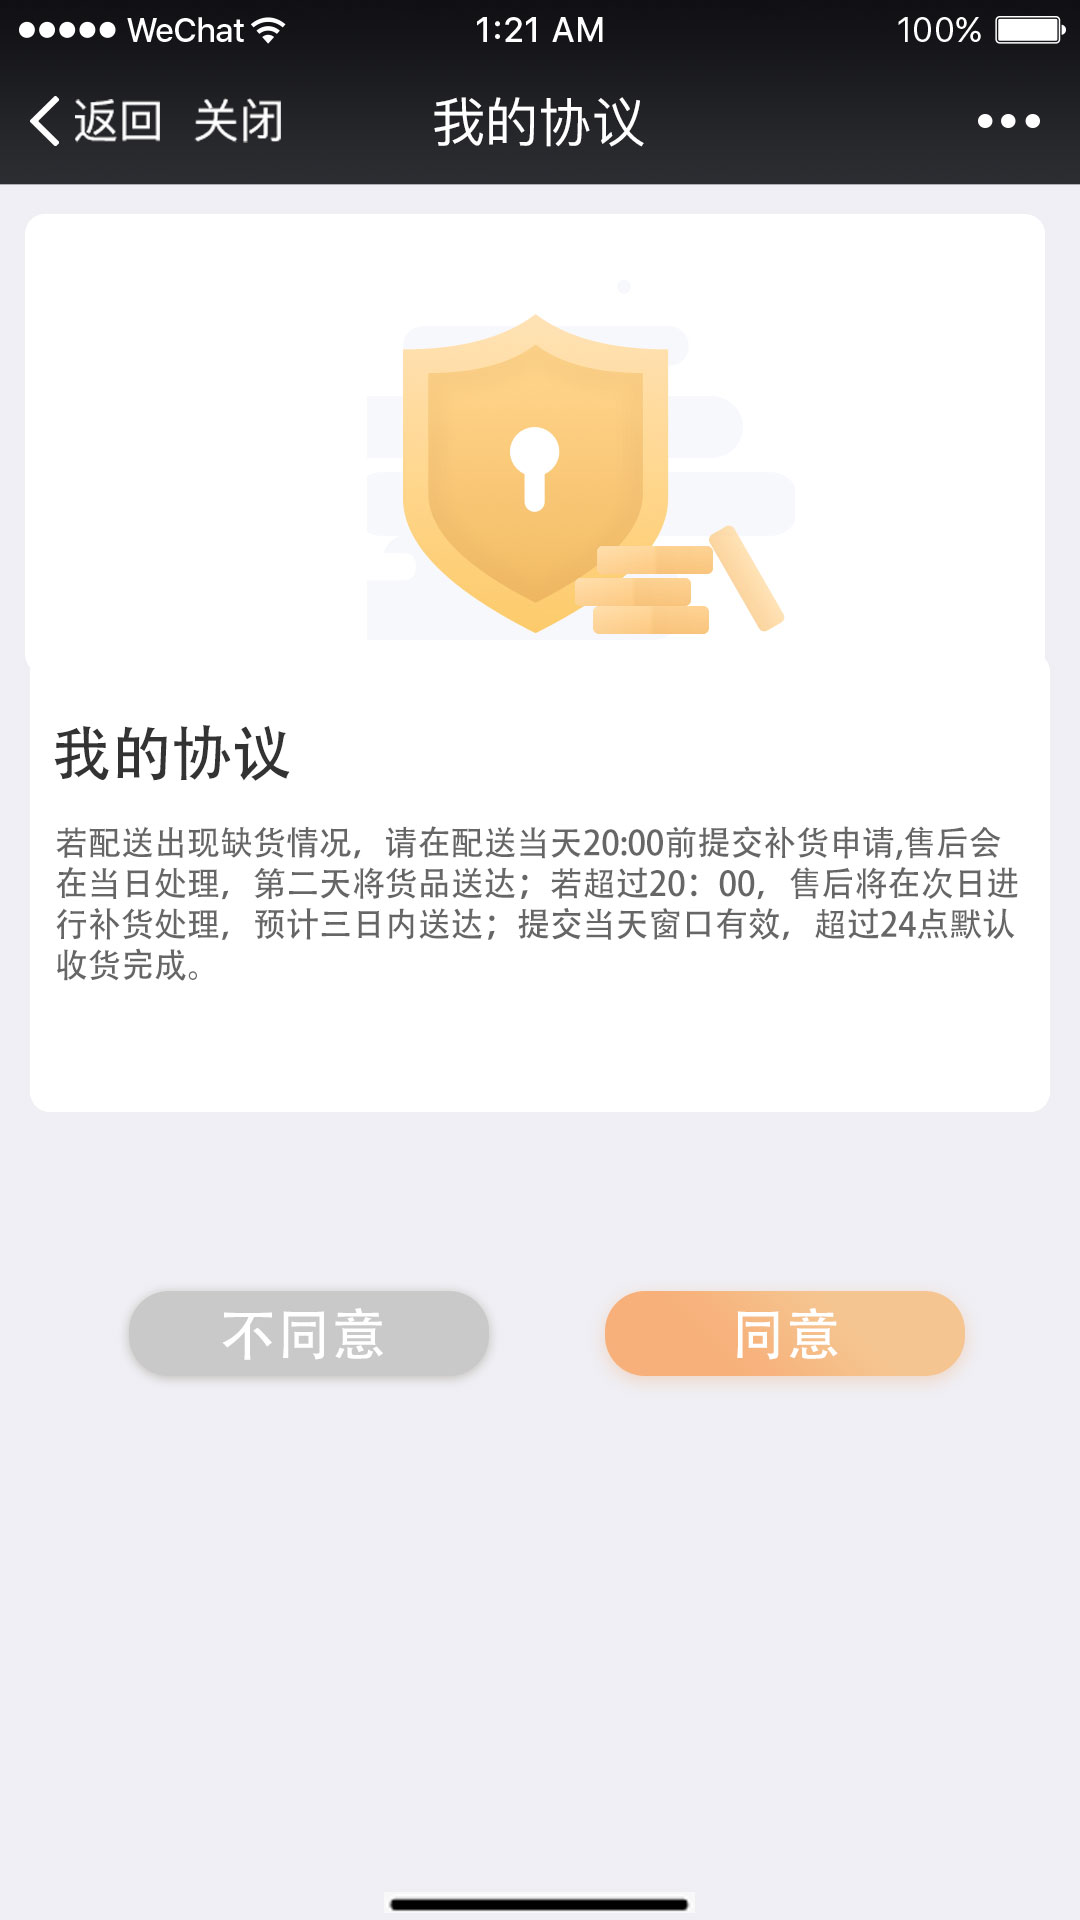 WeChat 1:21 AM 100%
返回 关闭 我的协议
我的协议
若配送出现缺货情况，请在配送当天20:00前提交补货申请,售后会
在当日处理，第二天将货品送达；若超过20：00，售后将在次日进
行补货处理，预计三日内送达；提交当天窗口有效，超过24点默认
收货完成。
不同意 同意